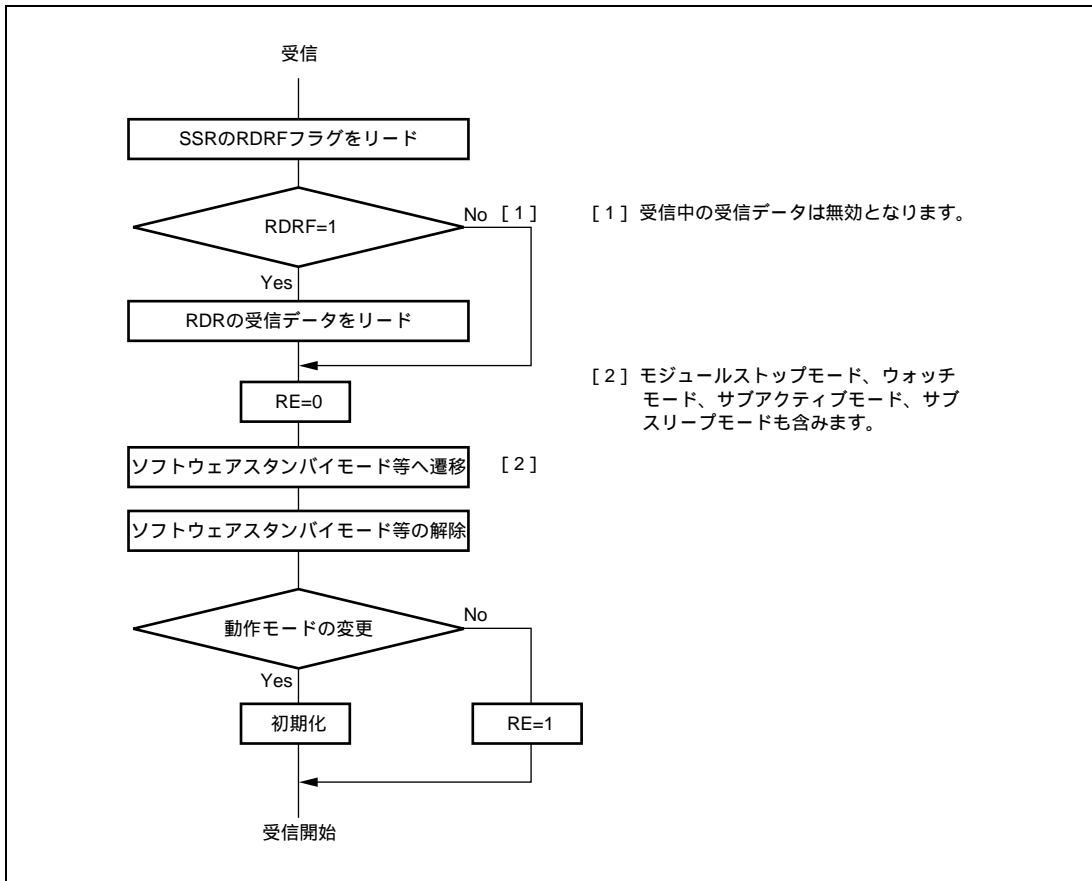 受信
SSRのRDRFフラグをリード
RDRF=1
No [1]
[1] 受信中の受信データは無効となります。
Yes
RDRの受信データをリード
RE=0
[2] モジュールストップモード、ウォッチ
モード、サブアクティブモード、サブ
スリープモードも含みます。
ソフトウェアスタンバイモード等へ遷移
[2]
ソフトウェアスタンバイモード等の解除
動作モードの変更
No
Yes
初期化
RE=1
受信開始